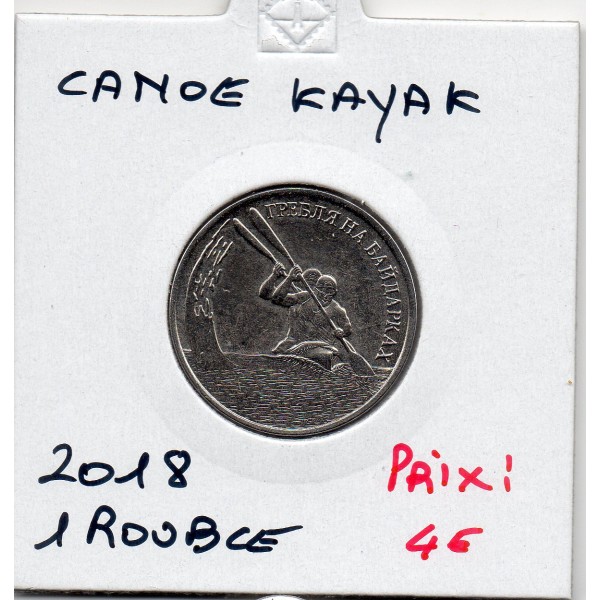 CANOE KAYAK
ГРЕБЛЯ НА БАЙДАРКАХ
2018
1 ROUBLE
PRiX!
4€